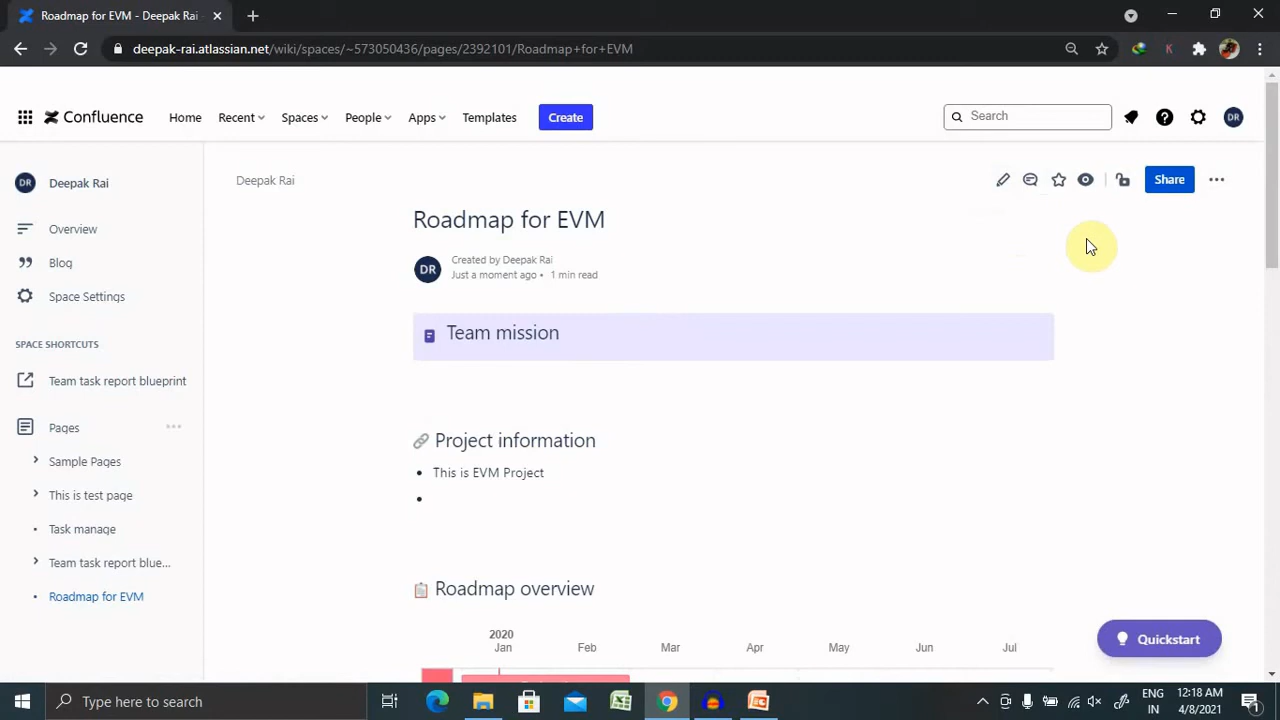 Roadmap for EVM - Deepak Rai -
deepak-rai.atlassian.net/wiki/spaces/~573050436/pages/2392101/Roadmap+for+EVM
K
Confluence
Home
Recent
Spaces
People
Apps
Templates
Create
Search
DR
DR
Deepak Rai
Overview
Blog
Space Settings
SPACE SHORTCUTS
Team task report blueprint
Pages
Sample Pages
This is test page
Task manage
Team task report blue...
Roadmap for EVM
Deepak Rai
Share
Roadmap for EVM
DR
Created by Deepak Rai
Just a moment ago • 1 min read
Team mission
Project information
• This is EVM Project
•
Roadmap overview
2020
Jan Feb Mar Apr May Jun Jul
Quickstart
Type here to search
ENG
IN
12:18 AM
4/8/2021
1